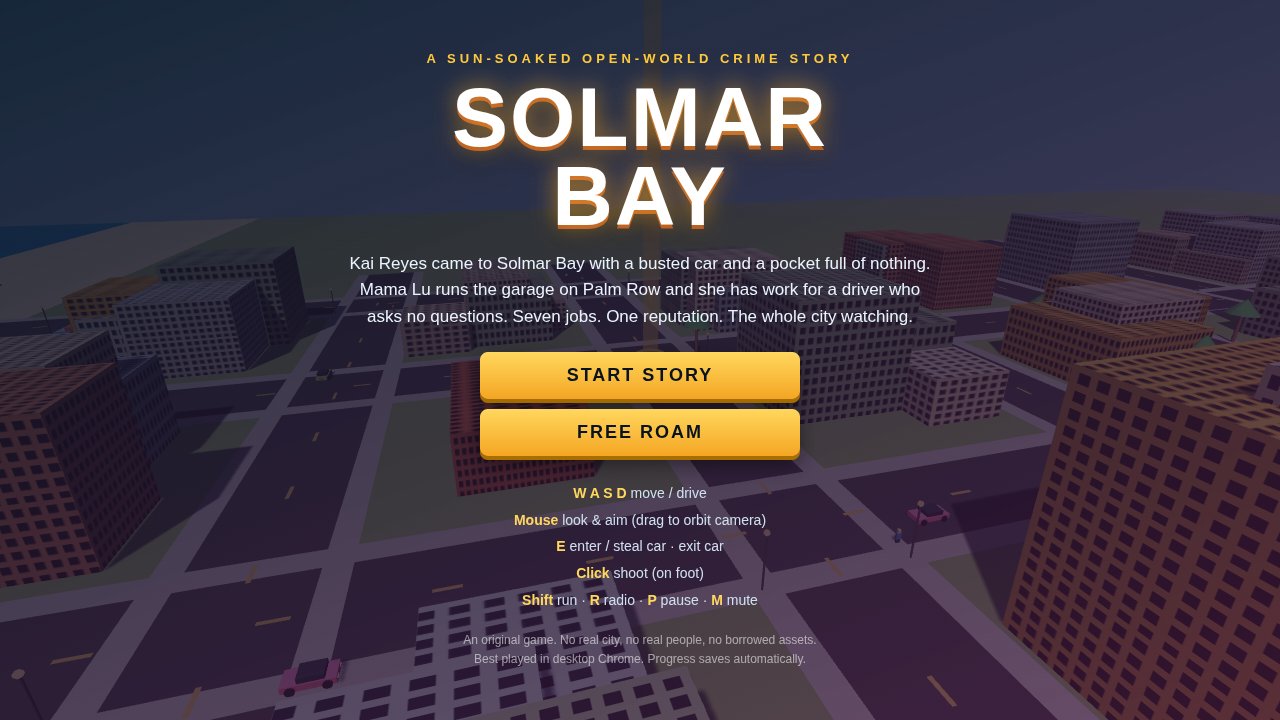 A SUN-SOAKED OPEN-WORLD CRIME STORY
SOLMAR
BAY
Kai Reyes came to Solmar Bay with a busted car and a pocket full of nothing.
Mama Lu runs the garage on Palm Row and she has work for a driver who
asks no questions. Seven jobs. One reputation. The whole city watching.
START STORY
FREE ROAM
W A S D move / drive
Mouse look & aim (drag to orbit camera)
E enter / steal car · exit car
Click shoot (on foot)
Shift run · R radio · P pause · M mute
An original game. No real city, no real people, no borrowed assets.
Best played in desktop Chrome. Progress saves automatically.